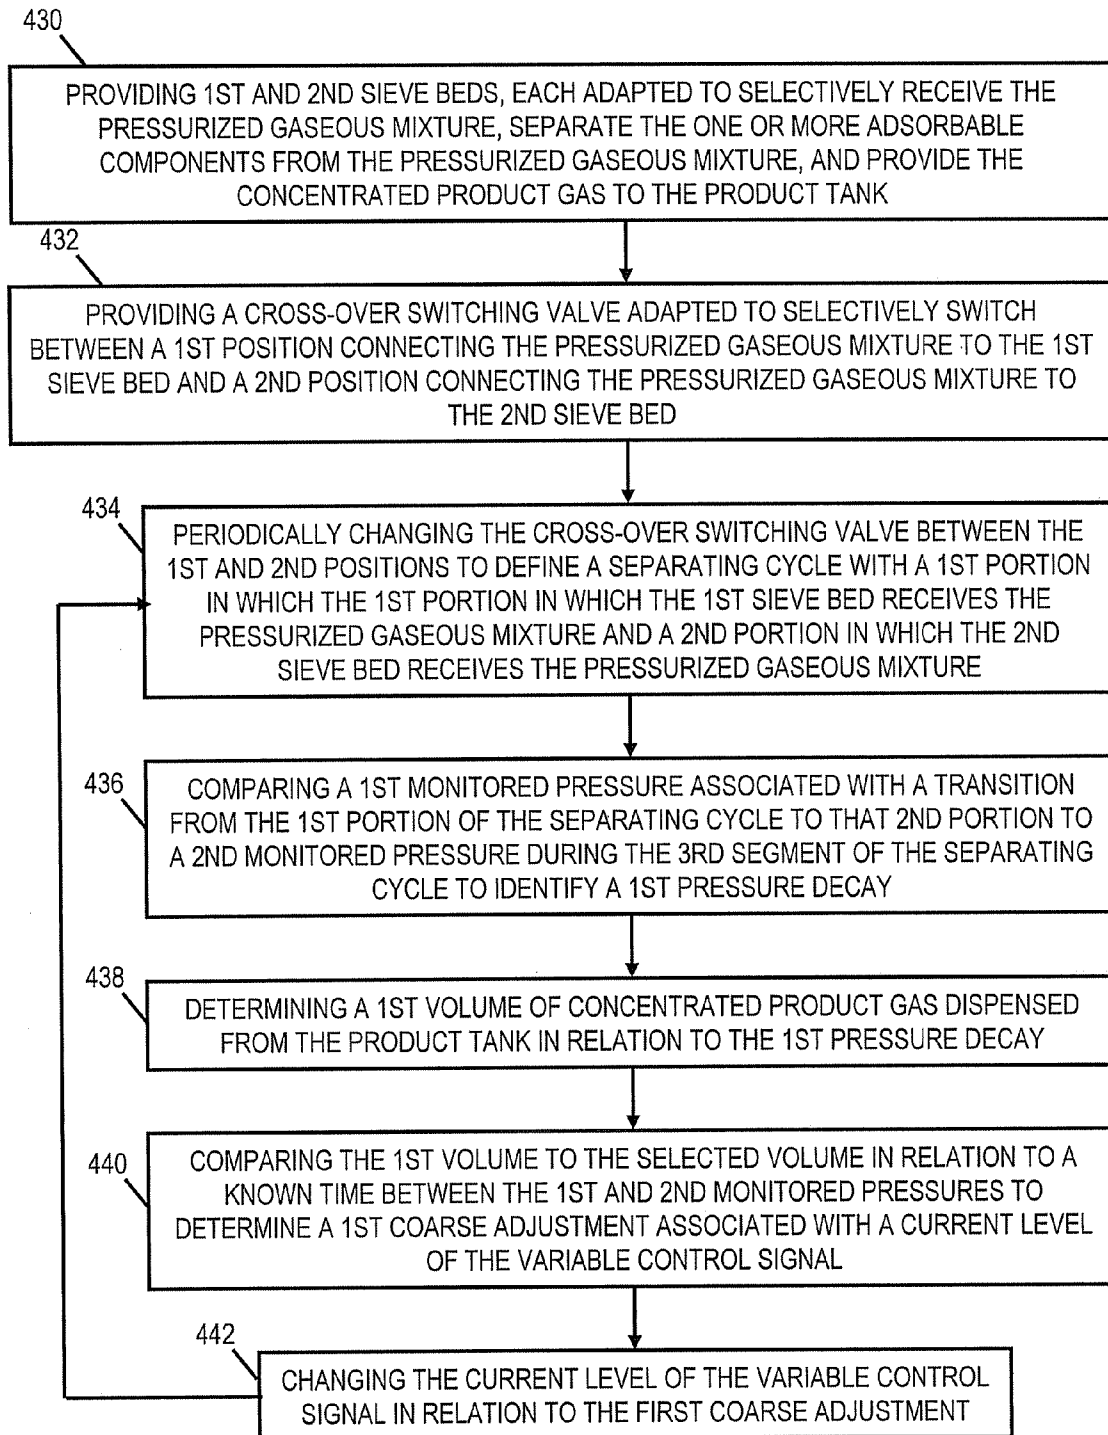 430
PROVIDING 1ST AND 2ND SIEVE BEDS, EACH ADAPTED TO SELECTIVELY RECEIVE THE
PRESSURIZED GASEOUS MIXTURE, SEPARATE THE ONE OR MORE ADSORBABLE
COMPONENTS FROM THE PRESSURIZED GASEOUS MIXTURE, AND PROVIDE THE
CONCENTRATED PRODUCT GAS TO THE PRODUCT TANK
432
PROVIDING A CROSS-OVER SWITCHING VALVE ADAPTED TO SELECTIVELY SWITCH
BETWEEN A 1ST POSITION CONNECTING THE PRESSURIZED GASEOUS MIXTURE TO THE 1ST
SIEVE BED AND A 2ND POSITION CONNECTING THE PRESSURIZED GASEOUS MIXTURE TO
THE 2ND SIEVE BED
434
PERIODICALLY CHANGING THE CROSS-OVER SWITCHING VALVE BETWEEN THE
1ST AND 2ND POSITIONS TO DEFINE A SEPARATING CYCLE WITH A 1ST PORTION
IN WHICH THE 1ST PORTION IN WHICH THE 1ST SIEVE BED RECEIVES THE
PRESSURIZED GASEOUS MIXTURE AND A 2ND PORTION IN WHICH THE 2ND
SIEVE BED RECEIVES THE PRESSURIZED GASEOUS MIXTURE
436
COMPARING A 1ST MONITORED PRESSURE ASSOCIATED WITH A TRANSITION
FROM THE 1ST PORTION OF THE SEPARATING CYCLE TO THAT 2ND PORTION TO
A 2ND MONITORED PRESSURE DURING THE 3RD SEGMENT OF THE SEPARATING
CYCLE TO IDENTIFY A 1ST PRESSURE DECAY
438
DETERMINING A 1ST VOLUME OF CONCENTRATED PRODUCT GAS DISPENSED
FROM THE PRODUCT TANK IN RELATION TO THE 1ST PRESSURE DECAY
440
COMPARING THE 1ST VOLUME TO THE SELECTED VOLUME IN RELATION TO A
KNOWN TIME BETWEEN THE 1ST AND 2ND MONITORED PRESSURES TO
DETERMINE A 1ST COARSE ADJUSTMENT ASSOCIATED WITH A CURRENT LEVEL
OF THE VARIABLE CONTROL SIGNAL
442
CHANGING THE CURRENT LEVEL OF THE VARIABLE CONTROL
SIGNAL IN RELATION TO THE FIRST COARSE ADJUSTMENT